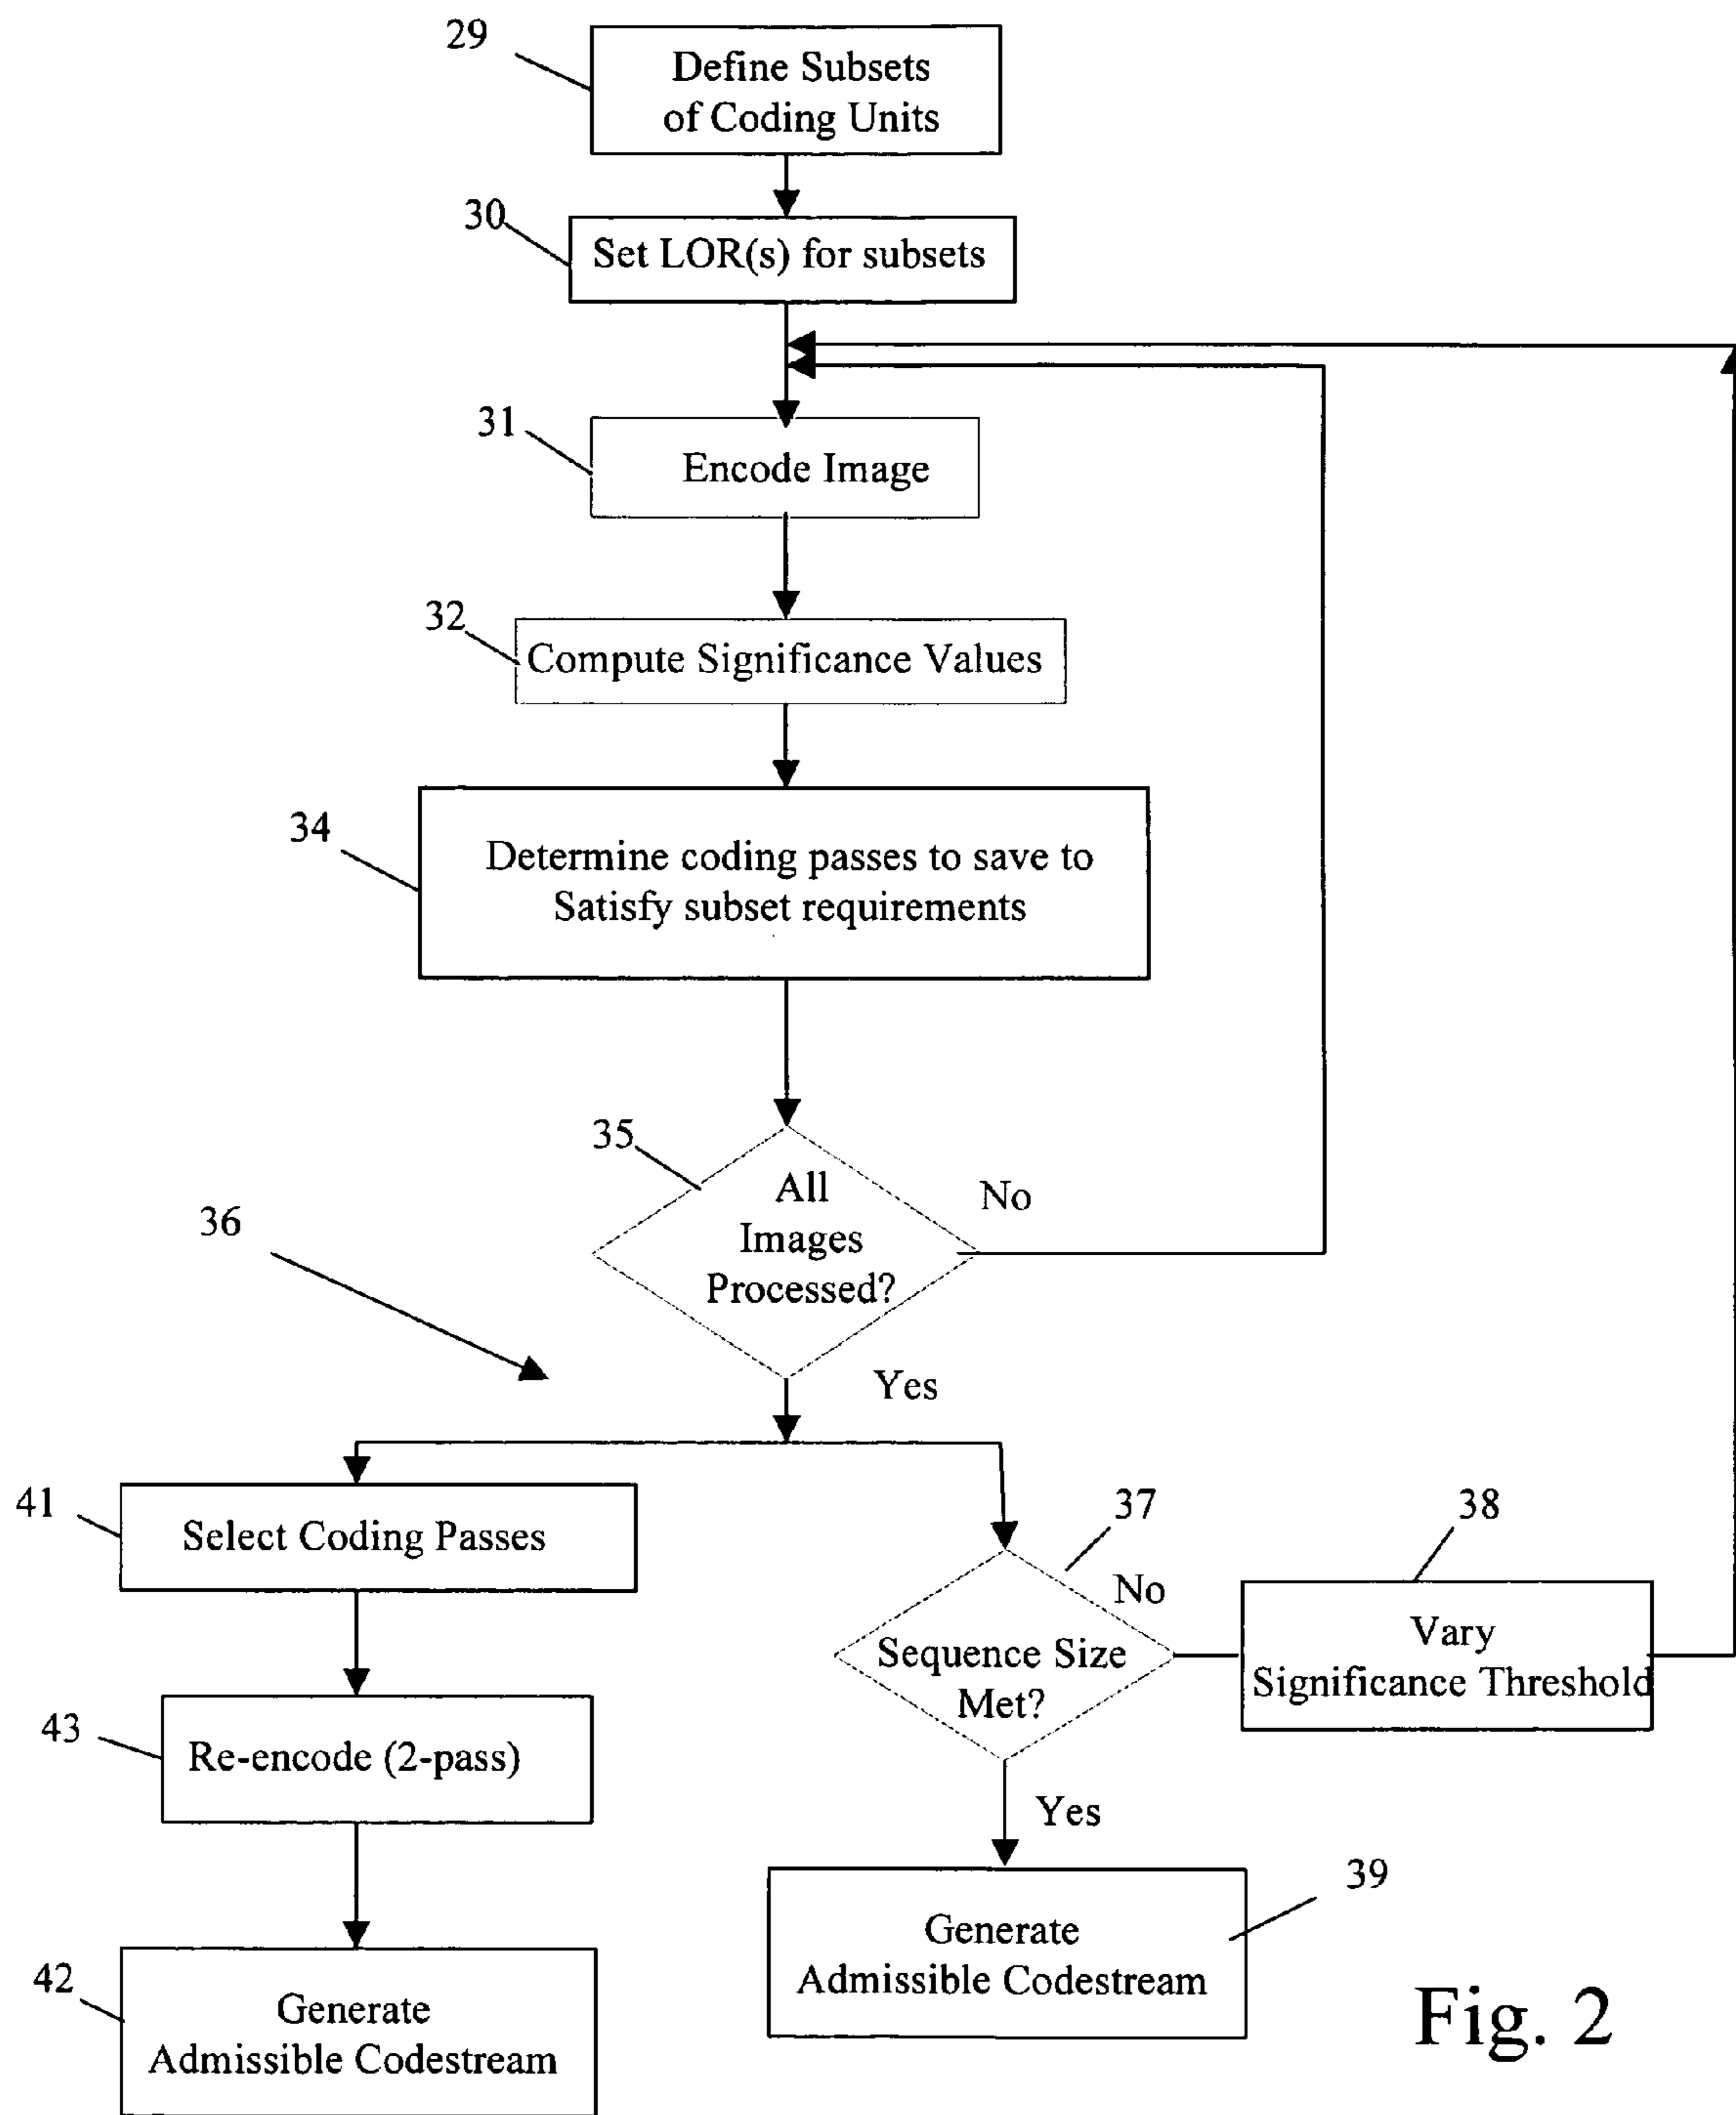 29
Define Subsets
of Coding Units
30
Set LOR(s) for subsets
31
Encode Image
32
Compute Significance Values
34
Determine coding passes to save to
Satisfy subset requirements
35
All
Images
Processed?
No
36
Yes
41
Select Coding Passes
37
No
Sequence Size
Met?
38
Vary
Significance Threshold
43
Re-encode (2-pass)
Yes
39
Generate
Admissible Codestream
42
Generate
Admissible Codestream
Fig. 2